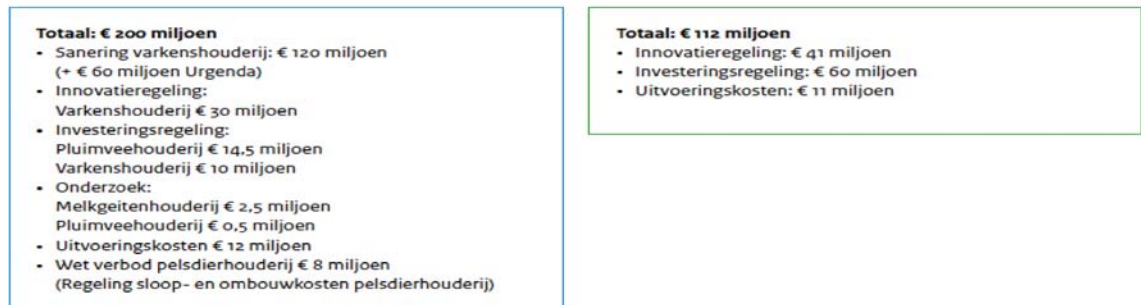 Totaal: € 200 miljoen
• Sanering varkenshouderij: € 120 miljoen
(+ € 60 miljoen Urgenda)
• Innovatieregeling:
Varkenshouderij € 30 miljoen
• Investeringsregeling:
Pluimveehouderij € 14,5 miljoen
Varkenshouderij € 10 miljoen
• Onderzoek:
Melkgeitenhouderij € 2,5 miljoen
Pluimveehouderij € 0,5 miljoen
• Uitvoeringskosten € 12 miljoen
• Wet verbod pelsdierhouderij € 8 miljoen
(Regeling sloop- en ombouwkosten pelsdierhouderij)
Totaal: € 112 miljoen
• Innovatieregeling: € 41 miljoen
• Investeringsregeling: € 60 miljoen
• Uitvoeringskosten: € 11 miljoen